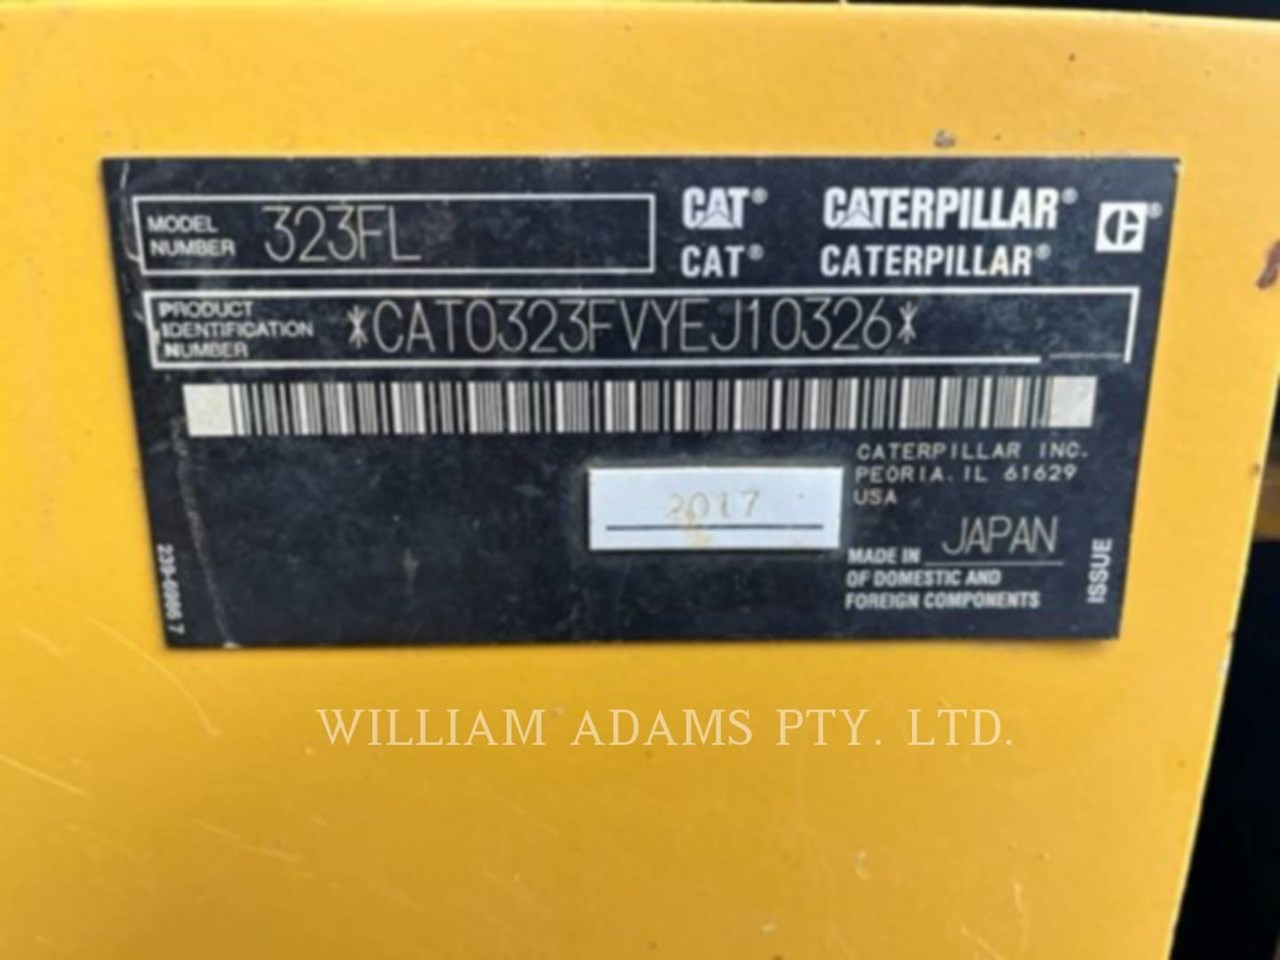 MODEL NUMBER 323FL
CAT® CATERPILLAR®
CAT® CATERPILLAR®
PRODUCT
IDENTIFICATION
NUMBER
*CAT0323FVYEJ10326*
CATERPILLAR INC.
PEORIA. IL 61629
USA
2017
MADE IN JAPAN
OF DOMESTIC AND
FOREIGN COMPONENTS
ISSUE
WILLIAM ADAMS PTY. LTD.